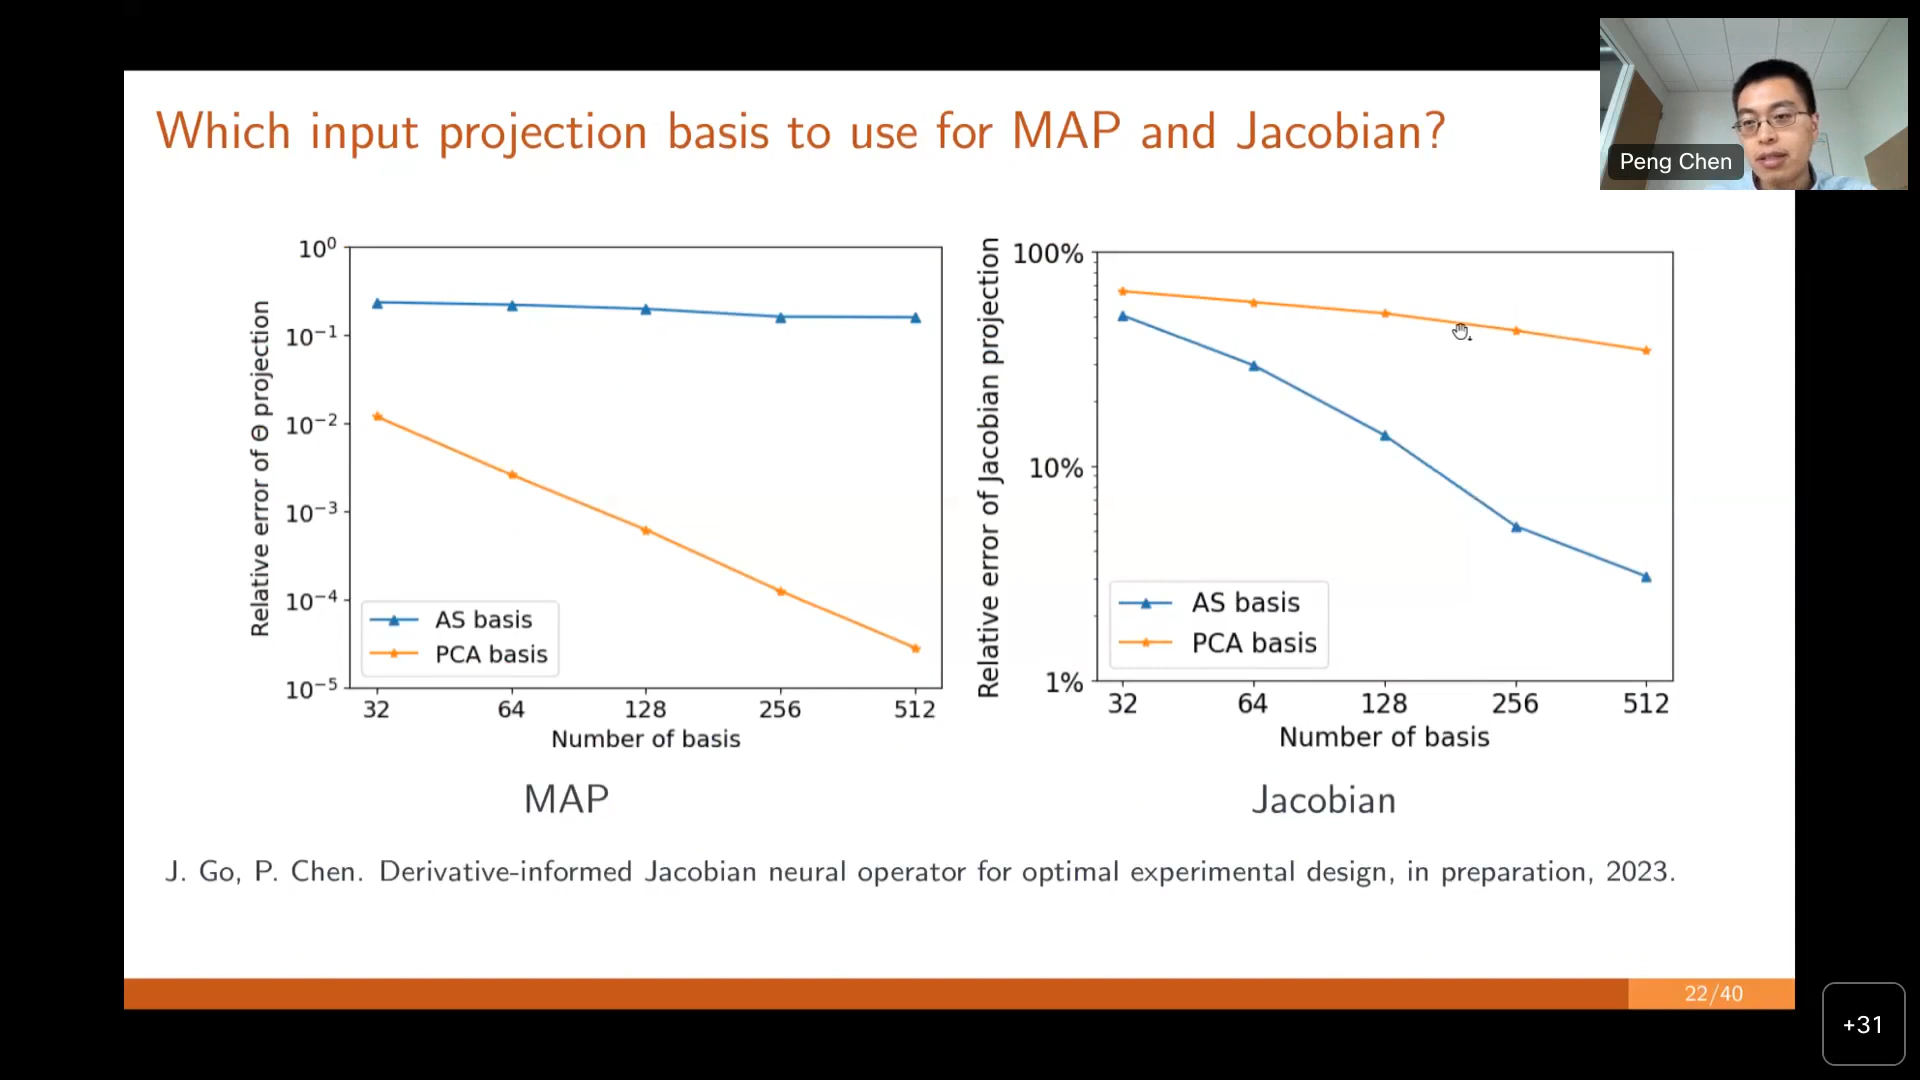 Which input projection basis to use for MAP and Jacobian?
Peng Chen
Relative error of Θ projection
10⁰
10⁻¹
10⁻²
10⁻³
10⁻⁴
10⁻⁵
AS basis
PCA basis
32 64 128 256 512
Number of basis
MAP
Relative error of Jacobian projection
100%
10%
1%
AS basis
PCA basis
32 64 128 256 512
Number of basis
Jacobian
J. Go, P. Chen. Derivative-informed Jacobian neural operator for optimal experimental design, in preparation, 2023.
22/40
+31